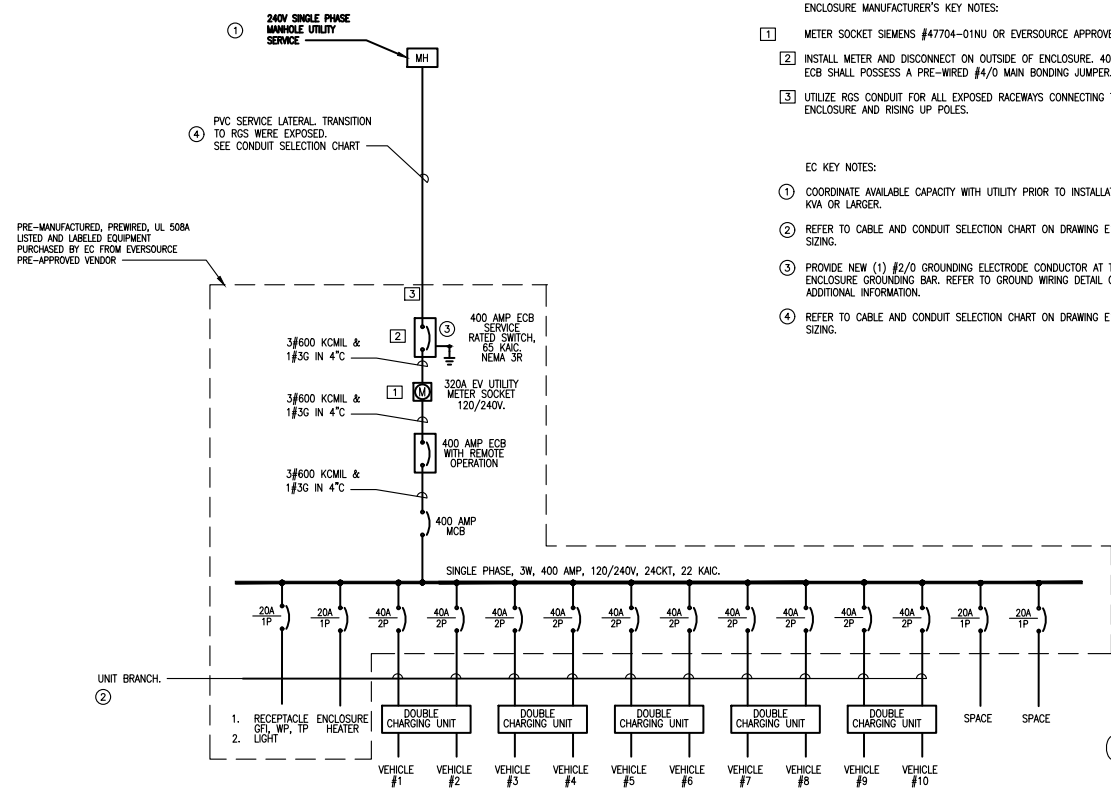 1
240V SINGLE PHASE
MANHOLE UTILITY
SERVICE
MH
4
PVC SERVICE LATERAL. TRANSITION
TO RGS WERE EXPOSED.
SEE CONDUIT SELECTION CHART
PRE-MANUFACTURED, PREWIRED, UL 508A
LISTED AND LABELED EQUIPMENT
PURCHASED BY EC FROM EVERSOURCE
PRE-APPROVED VENDOR
ENCLOSURE MANUFACTURER'S KEY NOTES:
1 METER SOCKET SIEMENS #47704-01NU OR EVERSOURCE APPROVE
2 INSTALL METER AND DISCONNECT ON OUTSIDE OF ENCLOSURE. 40
ECB SHALL POSSESS A PRE-WIRED #4/0 MAIN BONDING JUMPER.
3 UTILIZE RGS CONDUIT FOR ALL EXPOSED RACEWAYS CONNECTING
ENCLOSURE AND RISING UP POLES.
EC KEY NOTES:
1 COORDINATE AVAILABLE CAPACITY WITH UTILITY PRIOR TO INSTALLA
KVA OR LARGER.
2 REFER TO CABLE AND CONDUIT SELECTION CHART ON DRAWING E
SIZING.
3 PROVIDE NEW (1) #2/0 GROUNDING ELECTRODE CONDUCTOR AT
ENCLOSURE GROUNDING BAR. REFER TO GROUND WIRING DETAIL
ADDITIONAL INFORMATION.
4 REFER TO CABLE AND CONDUIT SELECTION CHART ON DRAWING E
SIZING.
3
2
3
400 AMP ECB
SERVICE
RATED SWITCH,
65 KAIC.
NEMA 3R
3#600 KCMIL &
1#3G IN 4"C
1
M
320A EV UTILITY
METER SOCKET
120/240V.
3#600 KCMIL &
1#3G IN 4"C
400 AMP ECB
WITH REMOTE
OPERATION
3#600 KCMIL &
1#3G IN 4"C
400 AMP
MCB
SINGLE PHASE, 3W, 400 AMP, 120/240V, 24CKT, 22 KAIC.
20A 20A 40A 40A 40A 40A 40A 40A 40A 40A 40A 40A 20A 20A
1P 1P 2P 2P 2P 2P 2P 2P 2P 2P 2P 2P 1P 1P
UNIT BRANCH.
2
1. RECEPTACLE
GFI, WP, TP
2. LIGHT
ENCLOSURE
HEATER
DOUBLE
CHARGING UNIT
DOUBLE
CHARGING UNIT
DOUBLE
CHARGING UNIT
DOUBLE
CHARGING UNIT
DOUBLE
CHARGING UNIT
SPACE
SPACE
VEHICLE
#1
VEHICLE
#2
VEHICLE
#3
VEHICLE
#4
VEHICLE
#5
VEHICLE
#6
VEHICLE
#7
VEHICLE
#8
VEHICLE
#9
VEHICLE
#10